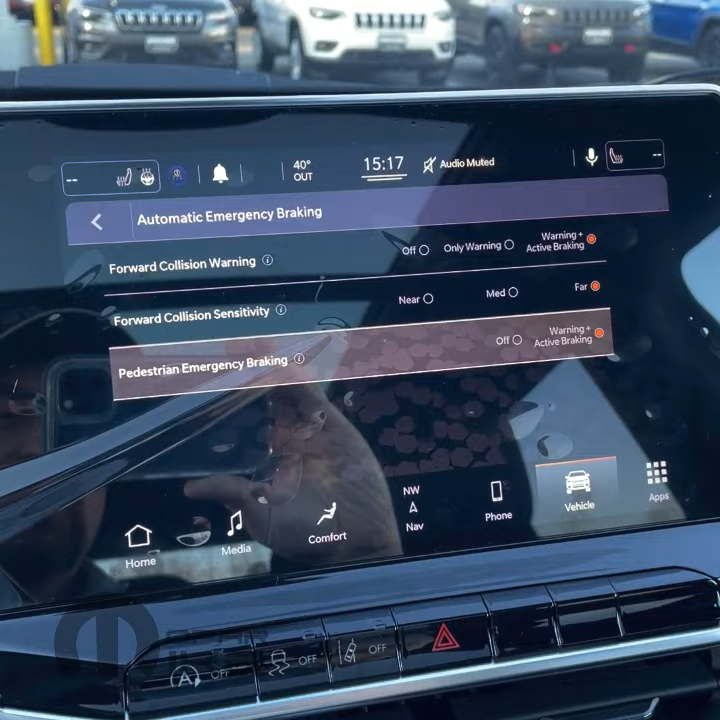 --
40°
OUT
15:17
Audio Muted
--
Automatic Emergency Braking
Forward Collision Warning
Off
Only Warning
Warning +
Active Braking
Forward Collision Sensitivity
Near
Med
Far
Pedestrian Emergency Braking
Off
Warning +
Active Braking
Home
Media
Comfort
NW
Nav
Phone
Vehicle
Apps
A OFF
OFF
OFF